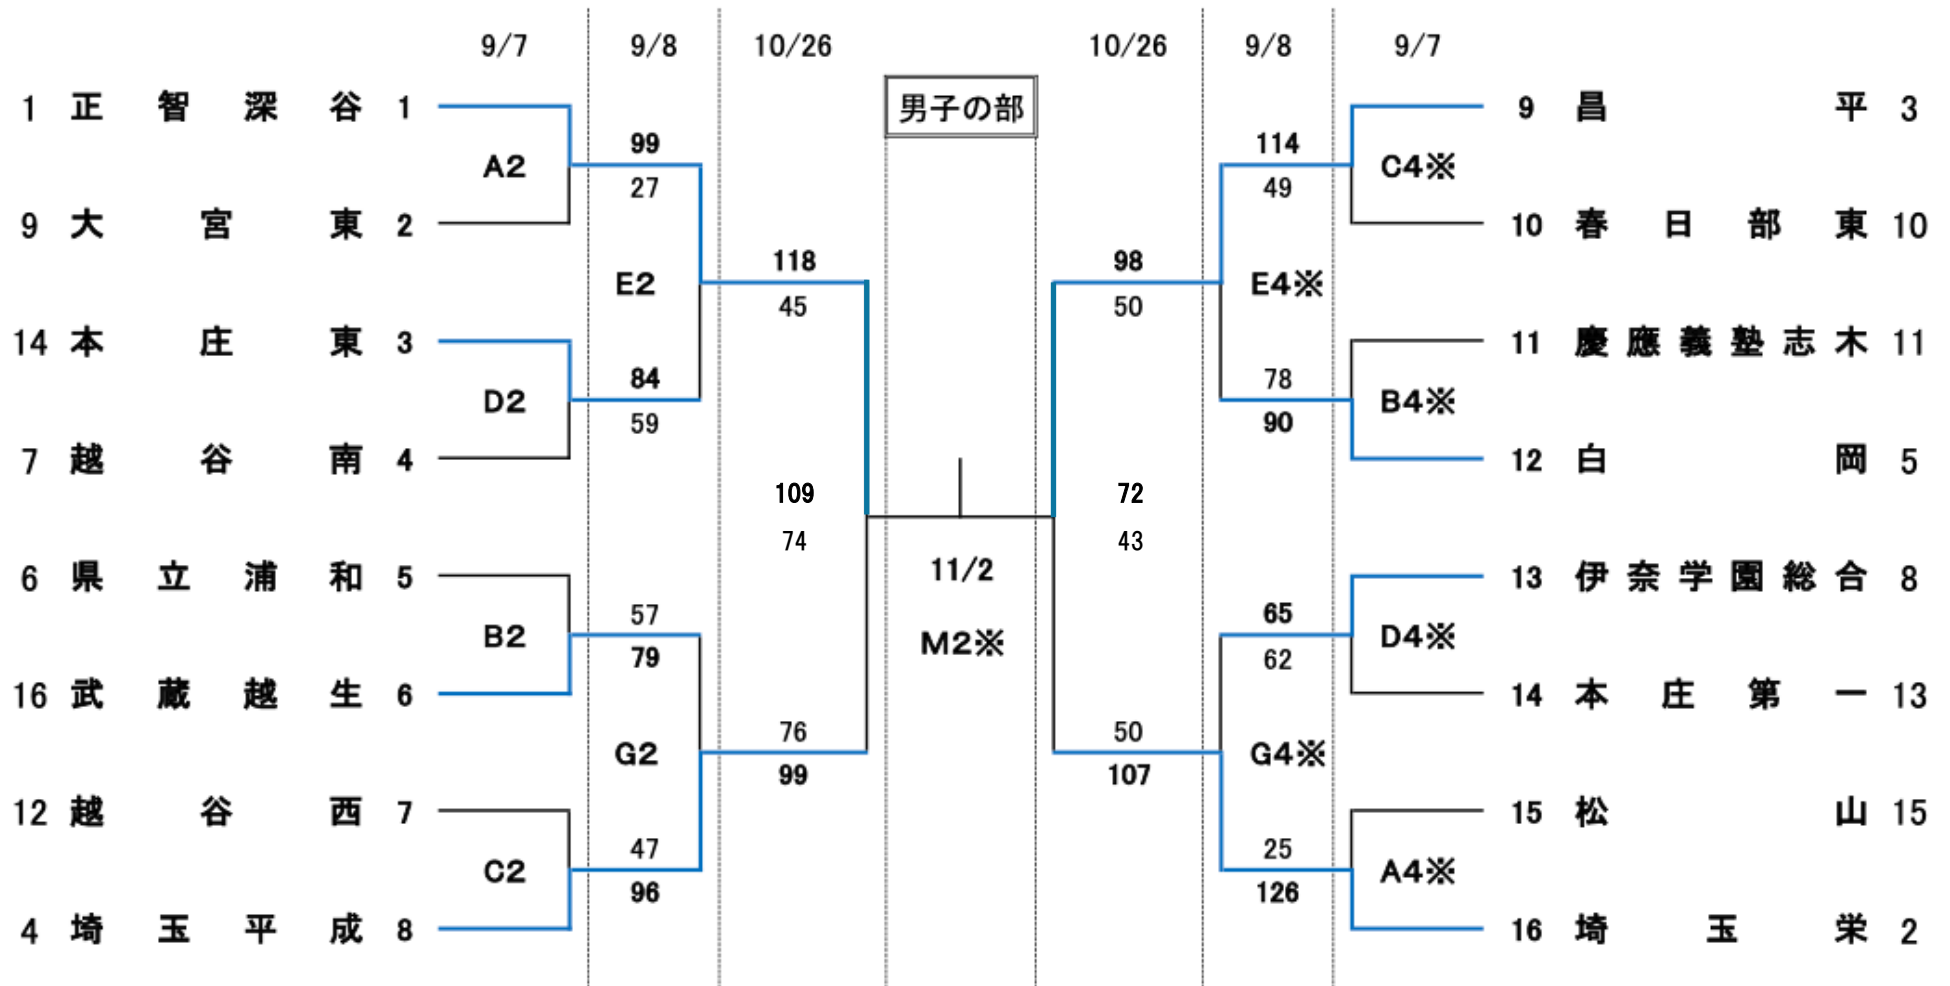 9/7 9/8 10/26 10/26 9/8 9/7
男子の部
1 正智深谷 1 9 昌平 3
99 114
A2 C4※
27 49
9 大宮東 2 10 春日部東 10
118 98
E2 E4※
45 50
14 本庄東 3 11 慶應義塾志木 11
84 78
D2 B4※
59 90
7 越谷南 4 12 白岡 5
109 72
74 43
11/2
6 県立浦和 5 13 伊奈学園総合 8
57 65
B2 M2※ D4※
79 62
16 武蔵越生 6 14 本庄第一 13
76 50
G2 G4※
99 107
12 越谷西 7 15 松山 15
47 25
C2 A4※
96 126
4 埼玉平成 8 16 埼玉栄 2